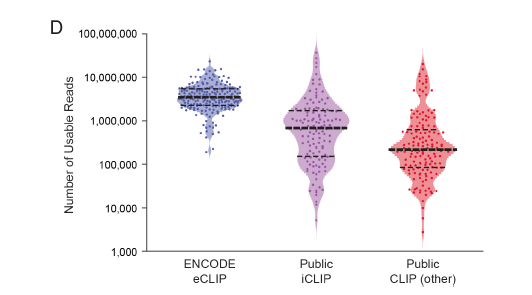 D
Number of Usable Reads
100,000,000
10,000,000
1,000,000
100,000
10,000
1,000
ENCODE
eCLIP
Public
iCLIP
Public
CLIP (other)